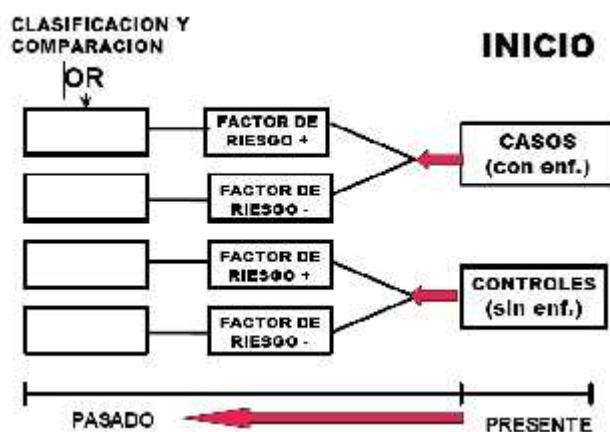 CLASIFICACION Y
COMPARACION
OR
INICIO
FACTOR DE
RIESGO +
CASOS
(con enf.)
FACTOR DE
RIESGO -
FACTOR DE
RIESGO +
CONTROLES
(sin enf.)
FACTOR DE
RIESGO -
PASADO
PRESENTE